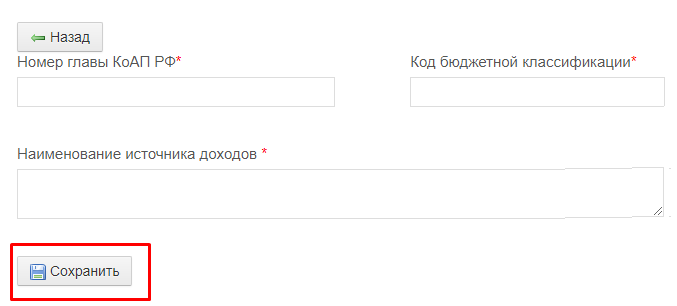 Назад
Номер главы КоАП РФ*
Код бюджетной классификации*
Наименование источника доходов *
Сохранить